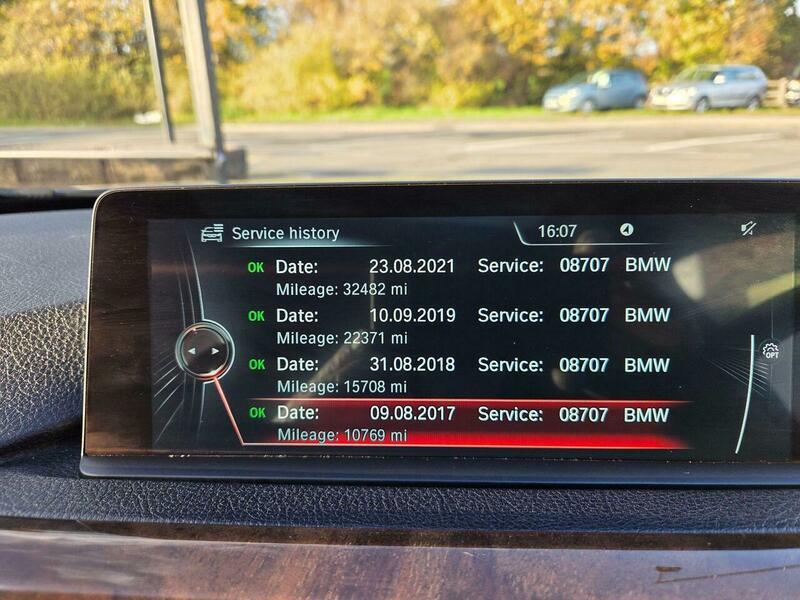 Service history 16:07
OK Date: 23.08.2021 Service: 08707 BMW
Mileage: 32482 mi
OK Date: 10.09.2019 Service: 08707 BMW
Mileage: 22371 mi
OK Date: 31.08.2018 Service: 08707 BMW
Mileage: 15708 mi
OK Date: 09.08.2017 Service: 08707 BMW
Mileage: 10769 mi
OPT